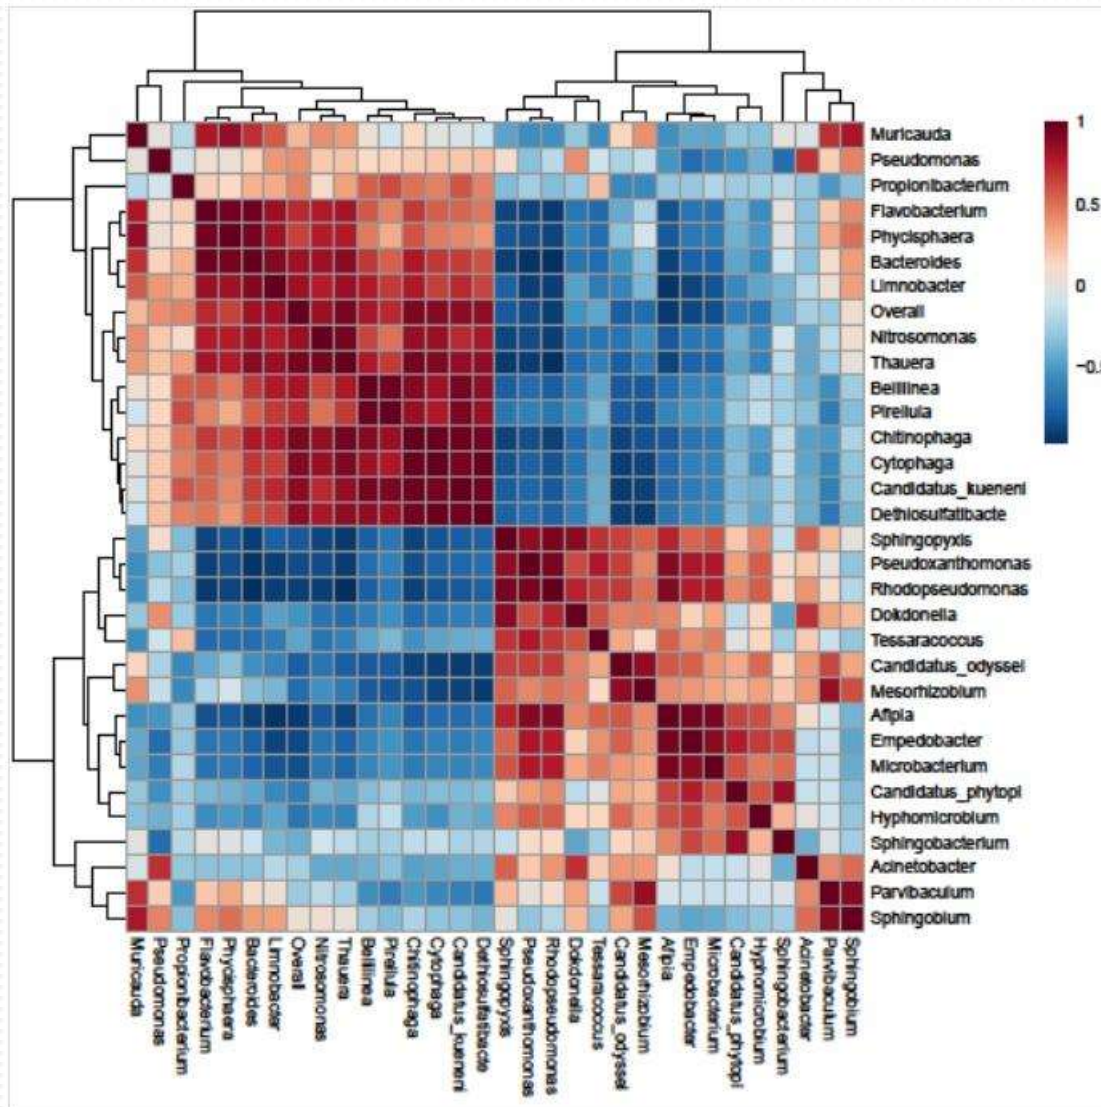 1
0.5
0
−0.5
Muricauda
Pseudomonas
Propionibacterium
Flavobacterium
Phycisphaera
Bacteroides
Limnobacter
Overall
Nitrosomonas
Thauera
Bellilinea
Pirellula
Chitinophaga
Cytophaga
Candidatus_kueneni
Dethiosulfatibacte
Sphingopyxis
Pseudoxanthomonas
Rhodopseudomonas
Dokdonella
Tessaracoccus
Candidatus_odyssei
Mesorhizobium
Afipia
Empedobacter
Microbacterium
Candidatus_phytopl
Hyphomicrobium
Sphingobacterium
Acinetobacter
Parvibaculum
Sphingobium
Muricauda
Pseudomonas
Propionibacterium
Flavobacterium
Phycisphaera
Bacteroides
Limnobacter
Overall
Nitrosomonas
Thauera
Bellilinea
Pirellula
Chitinophaga
Cytophaga
Candidatus_kueneni
Dethiosulfatibacte
Sphingopyxis
Pseudoxanthomonas
Rhodopseudomonas
Dokdonella
Tessaracoccus
Candidatus_odyssei
Mesorhizobium
Afipia
Empedobacter
Microbacterium
Candidatus_phytopl
Hyphomicrobium
Sphingobacterium
Acinetobacter
Parvibaculum
Sphingobium